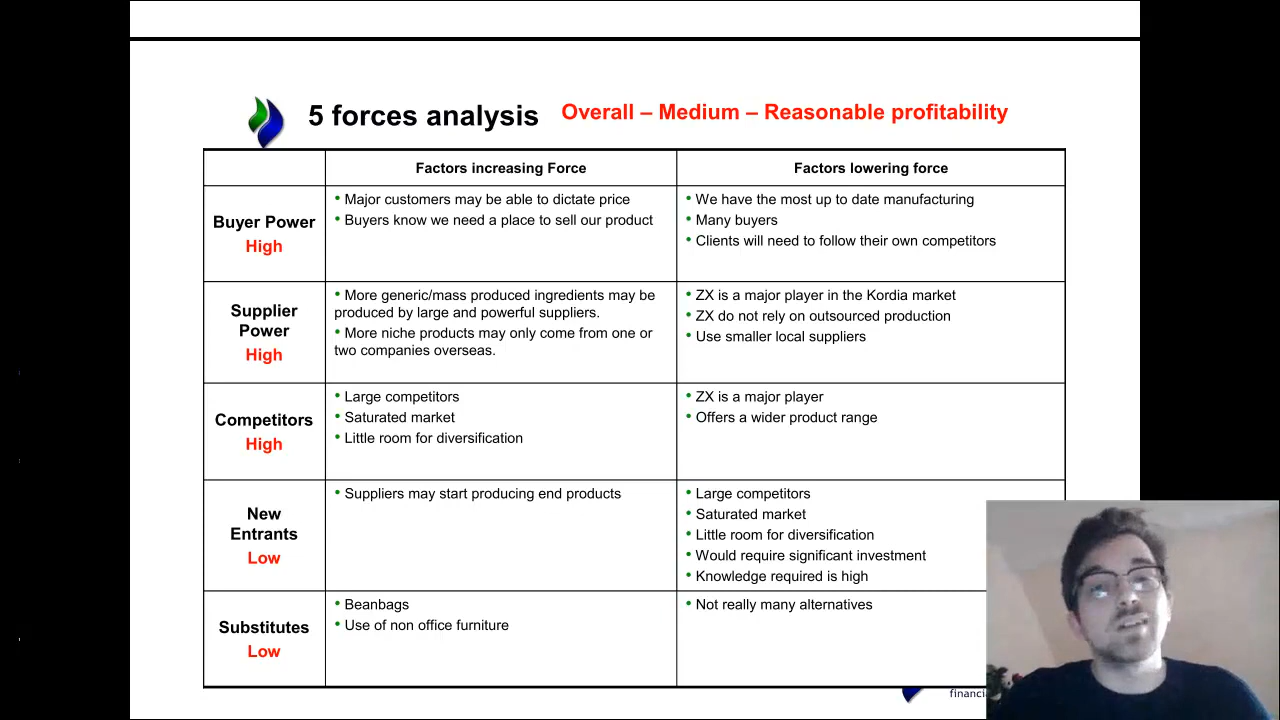 5 forces analysis
Overall – Medium – Reasonable profitability
Factors increasing Force
Factors lowering force
Buyer Power
High
• Major customers may be able to dictate price
• Buyers know we need a place to sell our product
• We have the most up to date manufacturing
• Many buyers
• Clients will need to follow their own competitors
Supplier
Power
High
• More generic/mass produced ingredients may be
produced by large and powerful suppliers.
• More niche products may only come from one or
two companies overseas.
• ZX is a major player in the Kordia market
• ZX do not rely on outsourced production
• Use smaller local suppliers
Competitors
High
• Large competitors
• Saturated market
• Little room for diversification
• ZX is a major player
• Offers a wider product range
New
Entrants
Low
• Suppliers may start producing end products
• Large competitors
• Saturated market
• Little room for diversification
• Would require significant investment
• Knowledge required is high
Substitutes
Low
• Beanbags
• Use of non office furniture
• Not really many alternatives